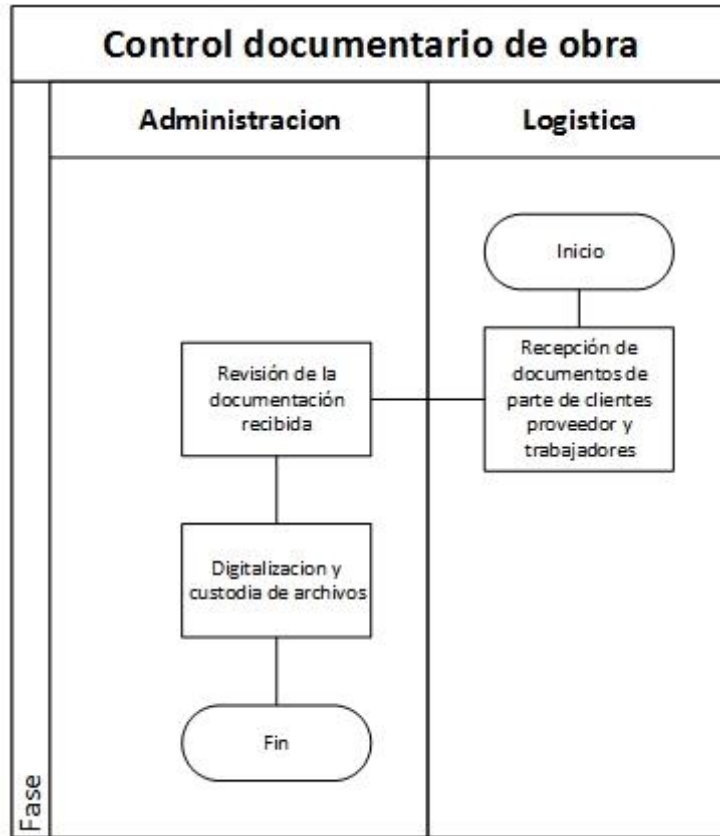 Control documentario de obra
Administracion
Logistica
Inicio
Recepción de
documentos de
parte de clientes
proveedor y
trabajadores
Revisión de la
documentación
recibida
Digitalizacion y
custodia de archivos
Fin
Fase